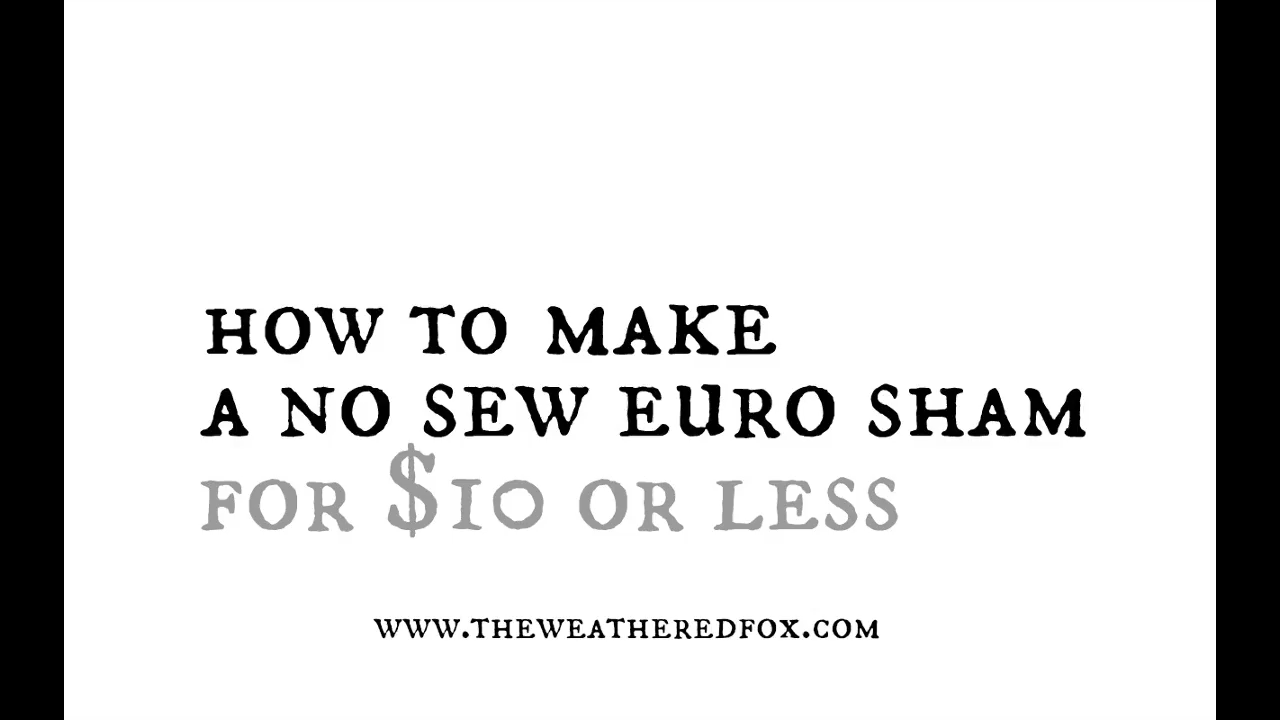 HOW TO MAKE
A NO SEW EURO SHAM
FOR $10 OR LESS
WWW.THEWEATHEREDFOX.COM